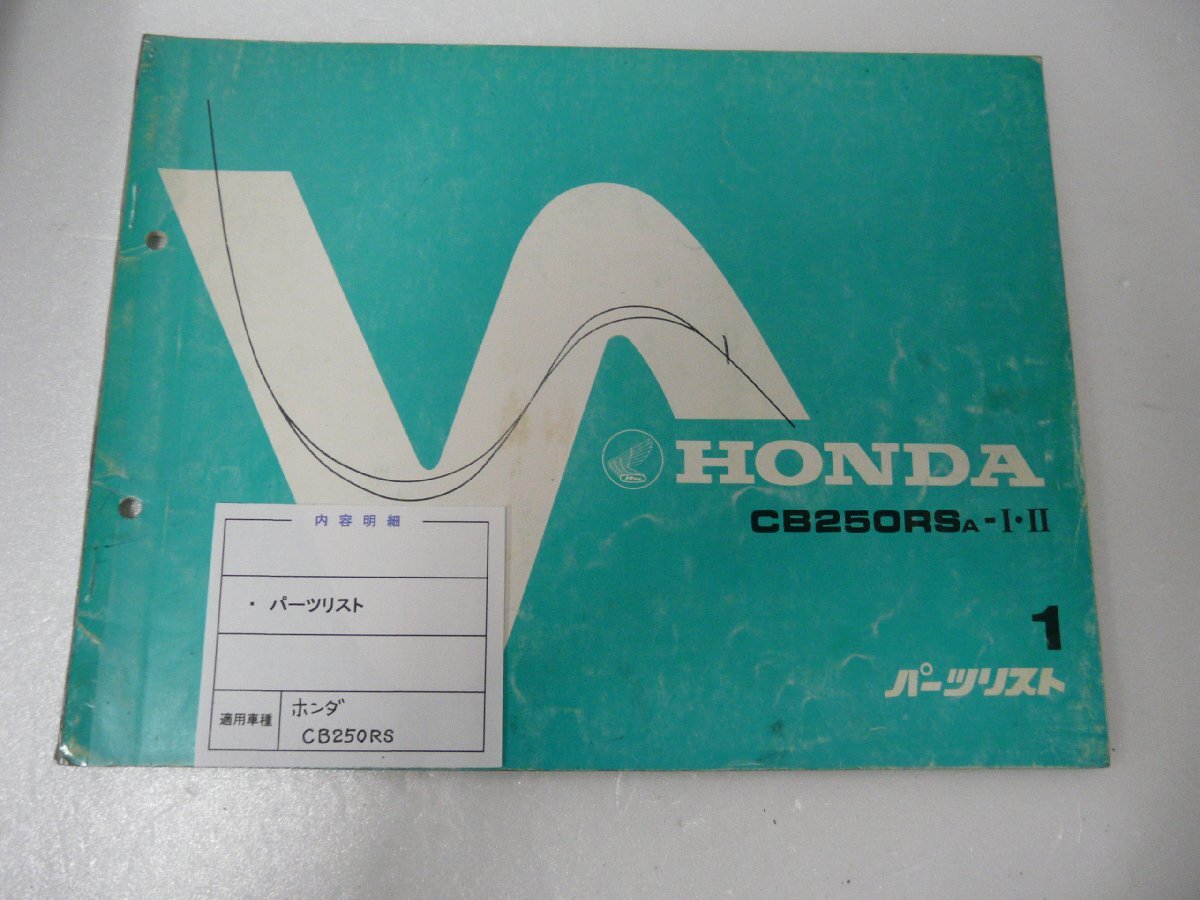 HONDA
CB250RSA-I・II
1
パーツリスト
内容明細
・ パーツリスト
適用車種
ホンダ
CB250RS